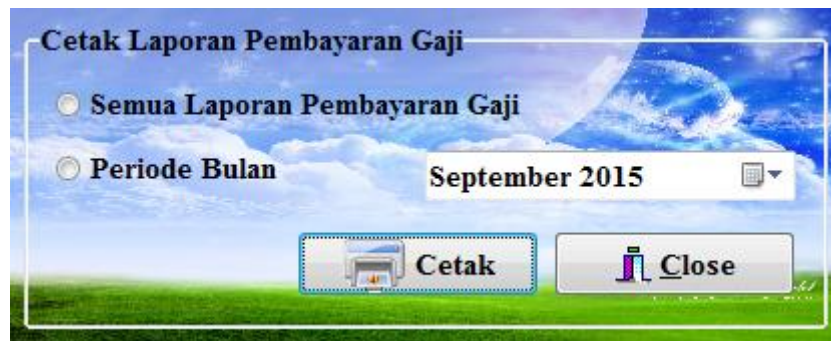 Cetak Laporan Pembayaran Gaji
Semua Laporan Pembayaran Gaji
Periode Bulan
September 2015
Cetak
Close